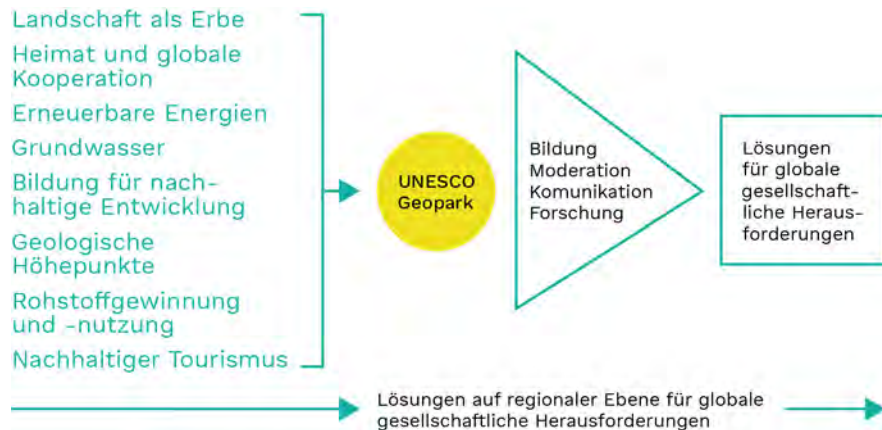 Landschaft als Erbe
Heimat und globale
Kooperation
Erneuerbare Energien
Grundwasser
Bildung für nach-
haltige Entwicklung
Geologische
Höhepunkte
Rohstoffgewinnung
und -nutzung
Nachhaltiger Tourismus
UNESCO
Geopark
Bildung
Moderation
Komunikation
Forschung
Lösungen
für globale
gesellschaft-
liche Heraus-
forderungen
Lösungen auf regionaler Ebene für globale
gesellschaftliche Herausforderungen